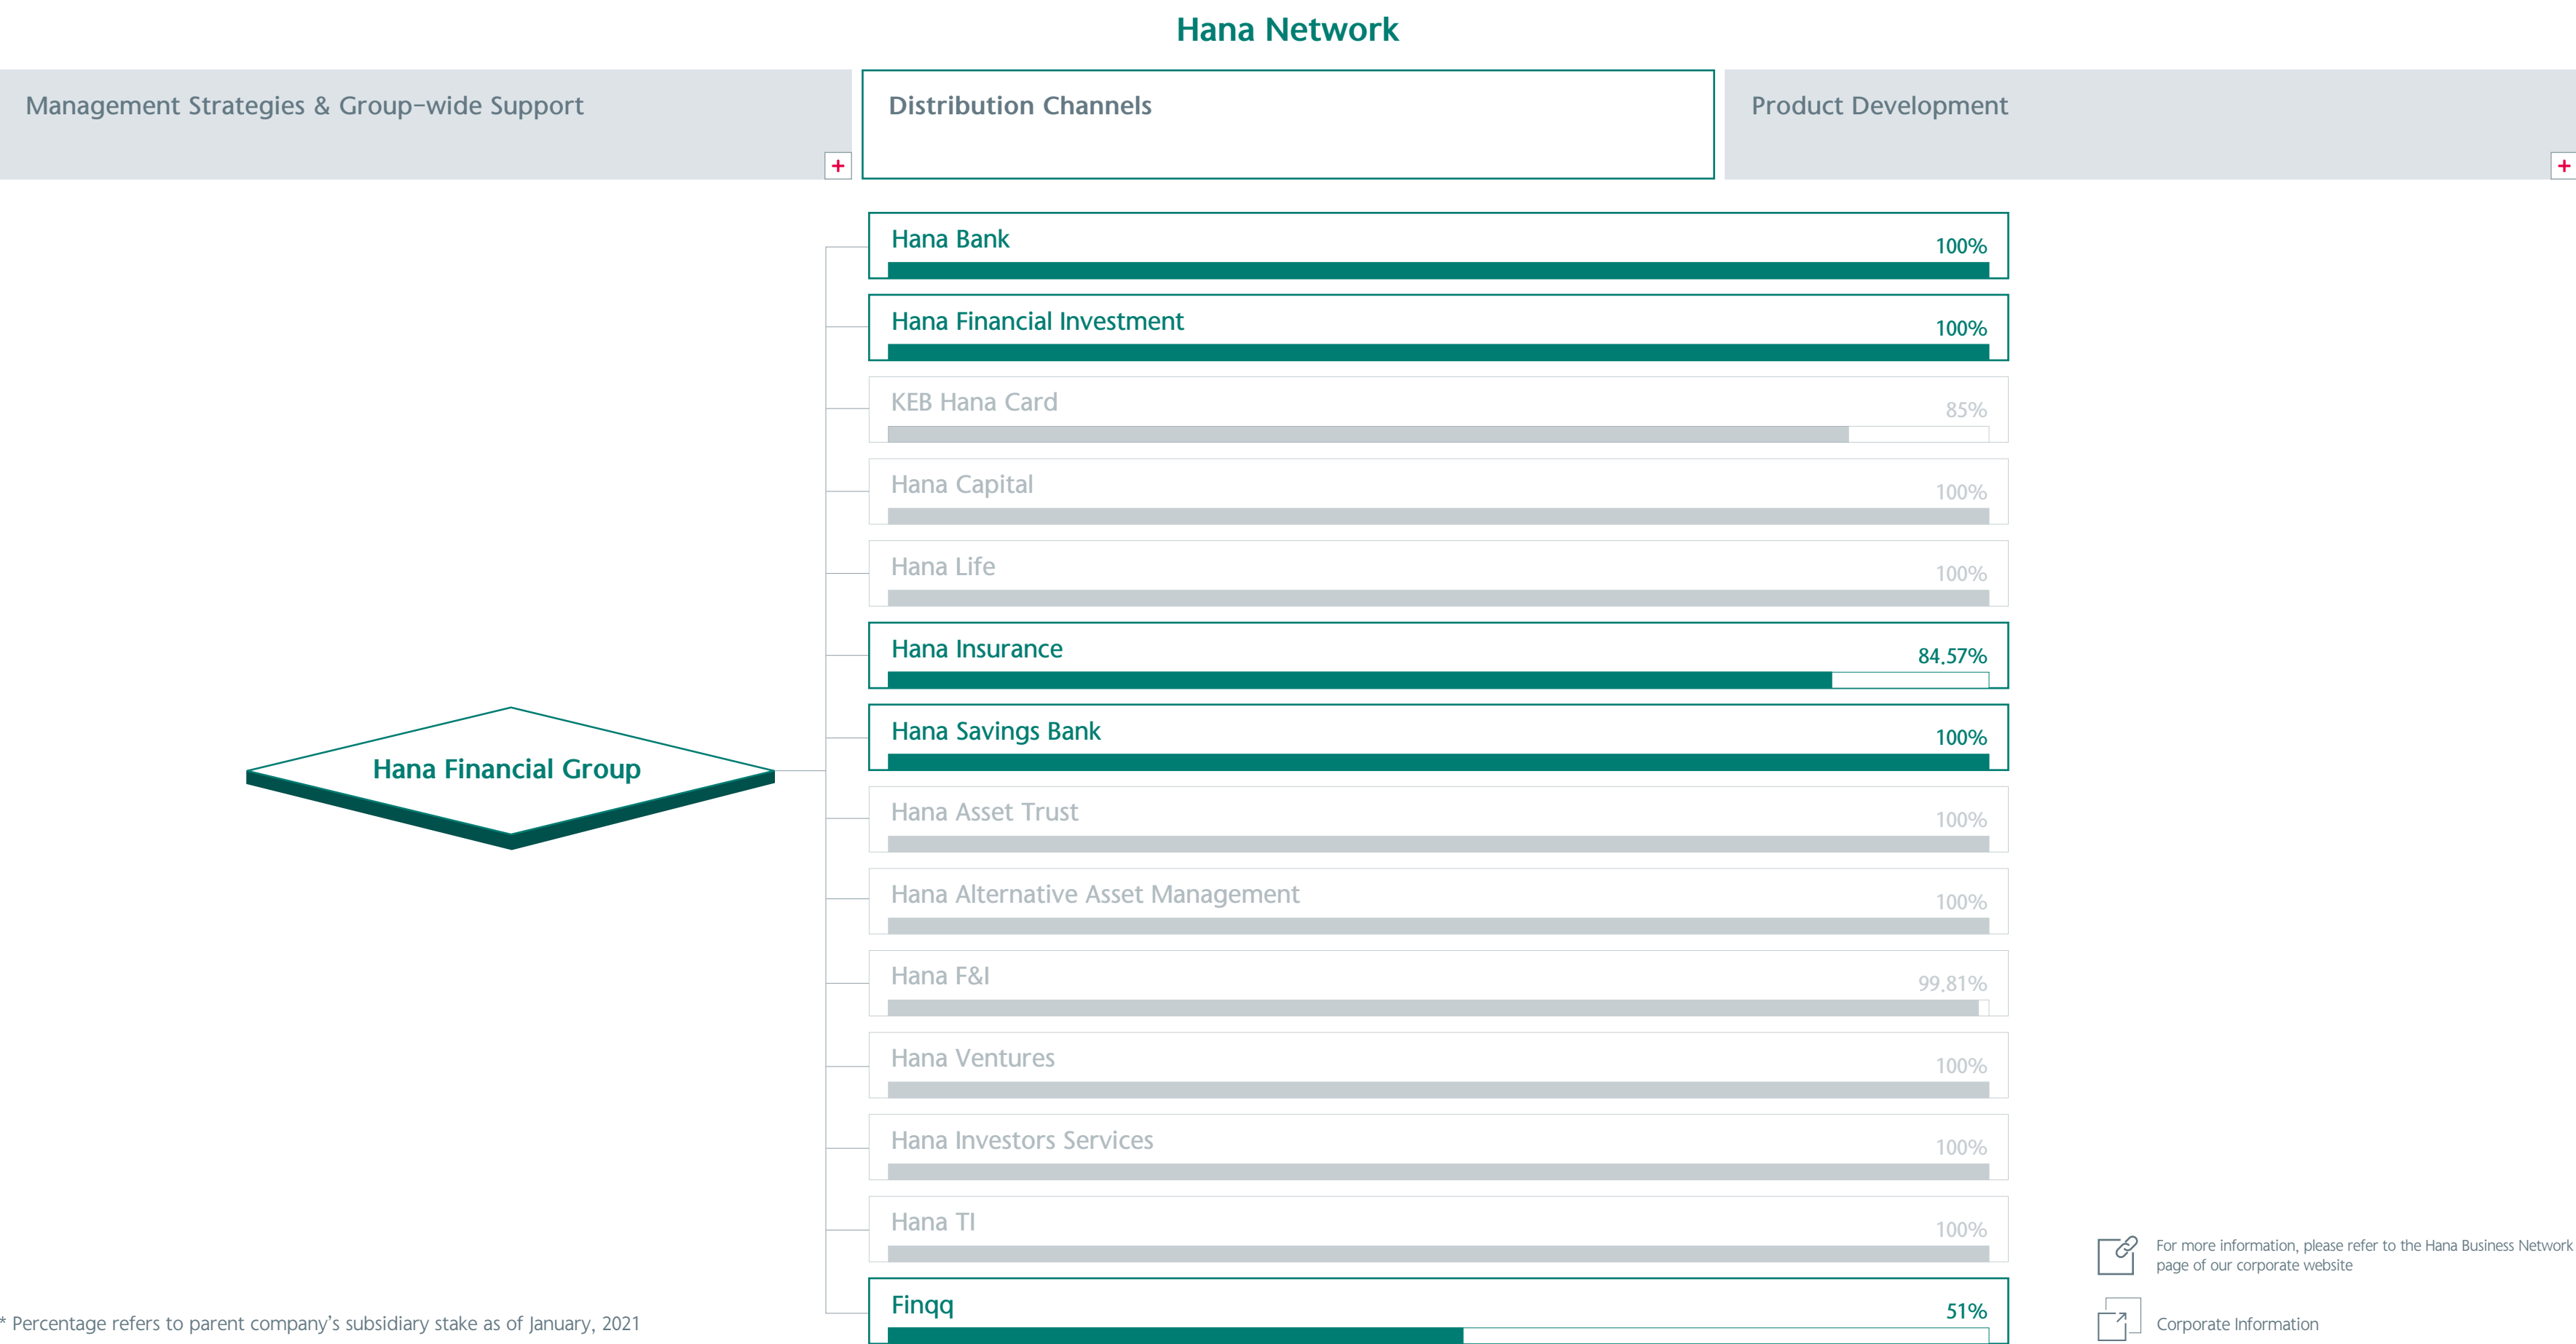 Hana Network
Management Strategies & Group-wide Support
+
Distribution Channels
Product Development
+
Hana Financial Group
Hana Bank
100%
Hana Financial Investment
100%
KEB Hana Card
85%
Hana Capital
100%
Hana Life
100%
Hana Insurance
84.57%
Hana Savings Bank
100%
Hana Asset Trust
100%
Hana Alternative Asset Management
100%
Hana F&I
99.81%
Hana Ventures
100%
Hana Investors Services
100%
Hana TI
100%
Finqq
51%
* Percentage refers to parent company's subsidiary stake as of January, 2021
For more information, please refer to the Hana Business Network
page of our corporate website
Corporate Information